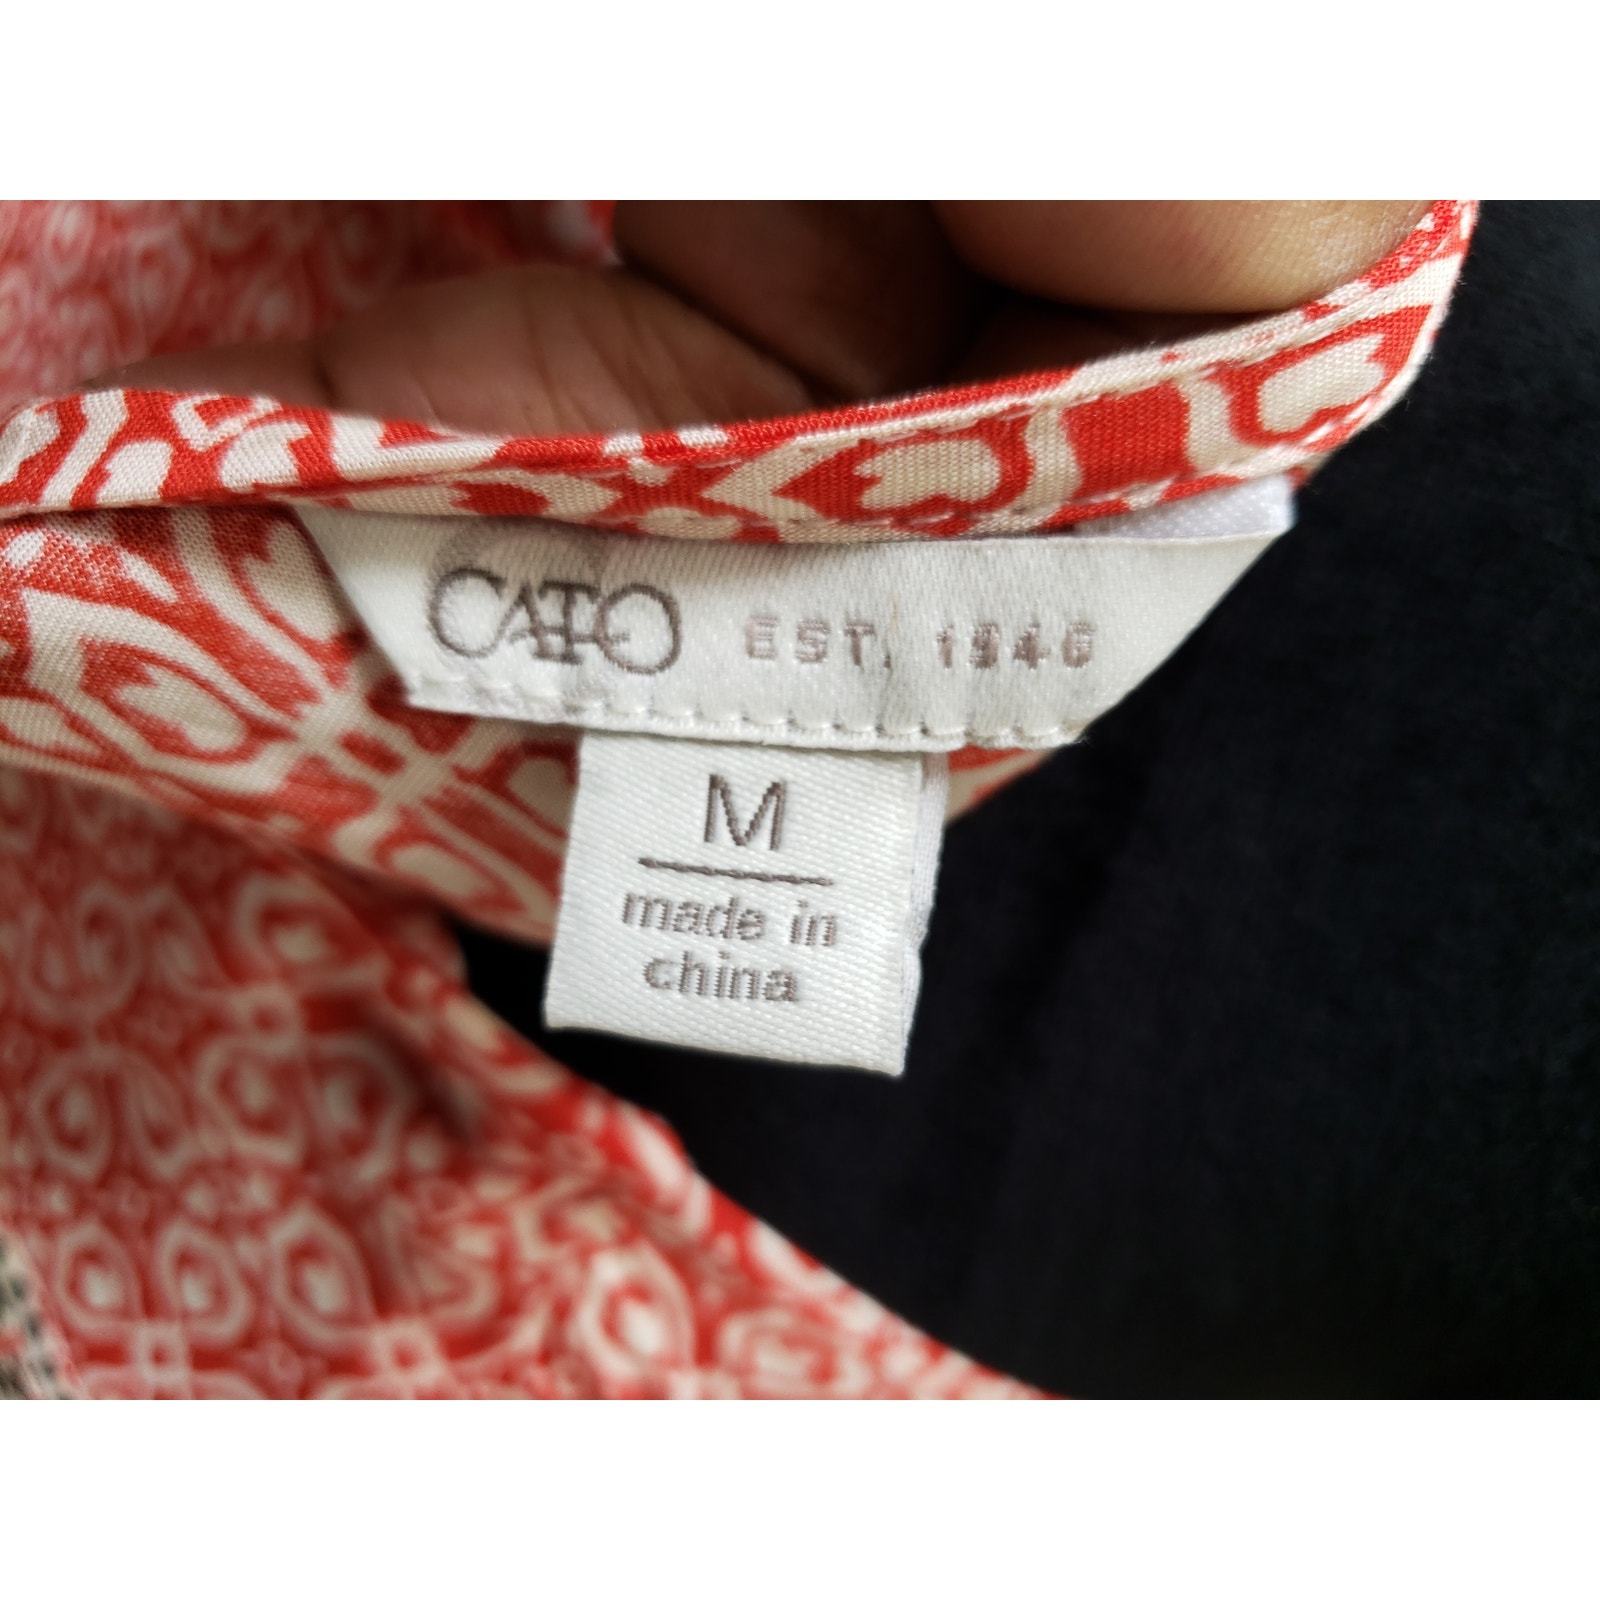 CATO EST. 1946
M
made in
china